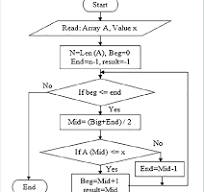 Start
Read: Array A, Value x
N=Len (A), Beg=0
End=n-1, result=-1
If beg <= end
No
Yes
Mid= (Big+End) / 2
If A (Mid) <= x
No
End=Mid-1
Yes
Beg=Mid+1
result=Mid
End